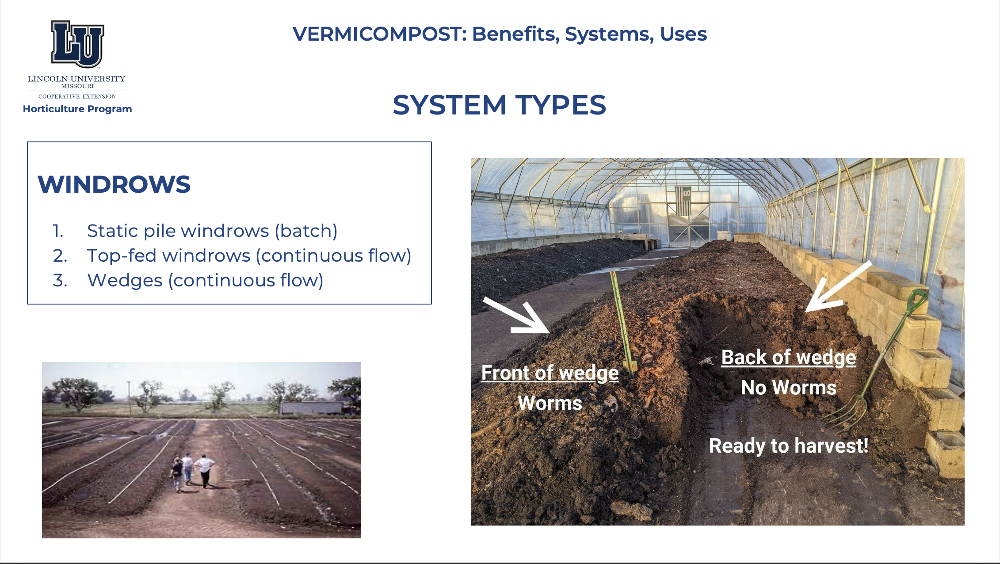 LU
LINCOLN UNIVERSITY
MISSOURI
COOPERATIVE EXTENSION
Horticulture Program
VERMICOMPOST: Benefits, Systems, Uses
SYSTEM TYPES
WINDROWS
1. Static pile windrows (batch)
2. Top-fed windrows (continuous flow)
3. Wedges (continuous flow)
Front of wedge
Worms
Back of wedge
No Worms
Ready to harvest!
S